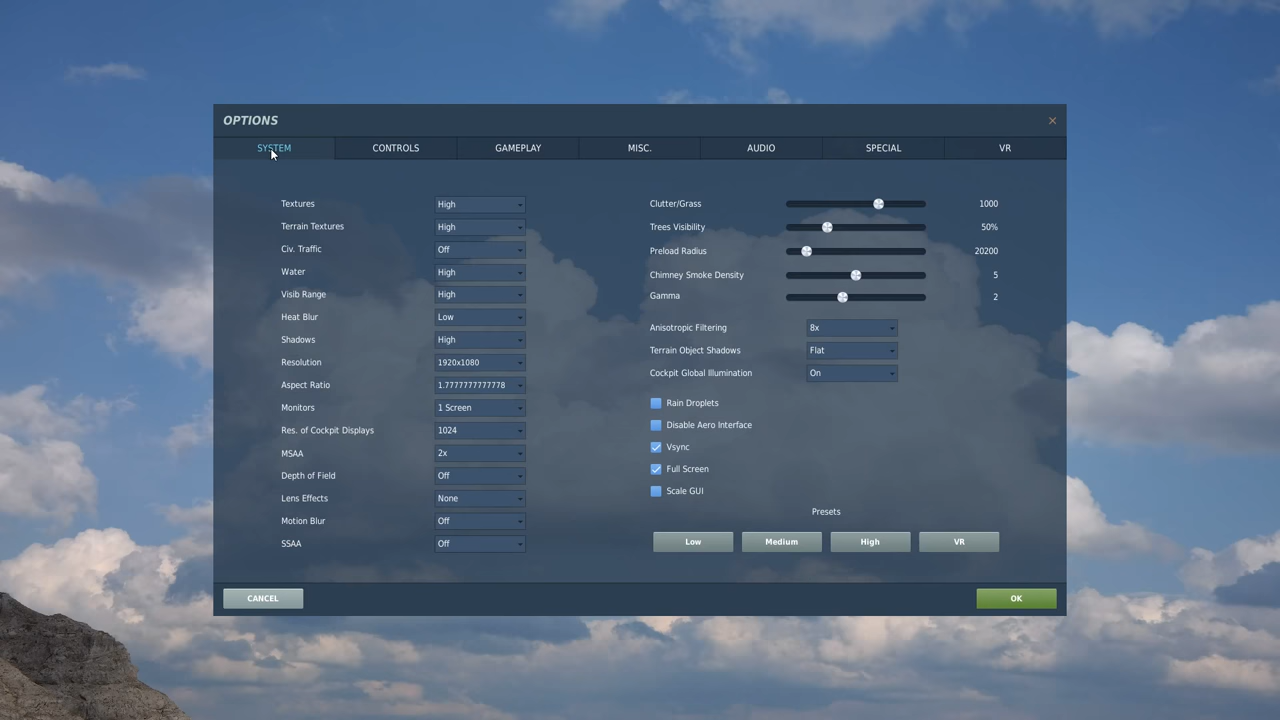 OPTIONS
SYSTEM CONTROLS GAMEPLAY MISC. AUDIO SPECIAL VR
Textures High
Terrain Textures High
Civ. Traffic Off
Water High
Visib Range High
Heat Blur Low
Shadows High
Resolution 1920x1080
Aspect Ratio 1.7777777777778
Monitors 1 Screen
Res. of Cockpit Displays 1024
MSAA 2x
Depth of Field Off
Lens Effects None
Motion Blur Off
SSAA Off
Clutter/Grass 1000
Trees Visibility 50%
Preload Radius 20200
Chimney Smoke Density 5
Gamma 2
Anisotropic Filtering 8x
Terrain Object Shadows Flat
Cockpit Global Illumination On
Rain Droplets
Disable Aero Interface
Vsync
Full Screen
Scale GUI
Presets
Low Medium High VR
CANCEL OK